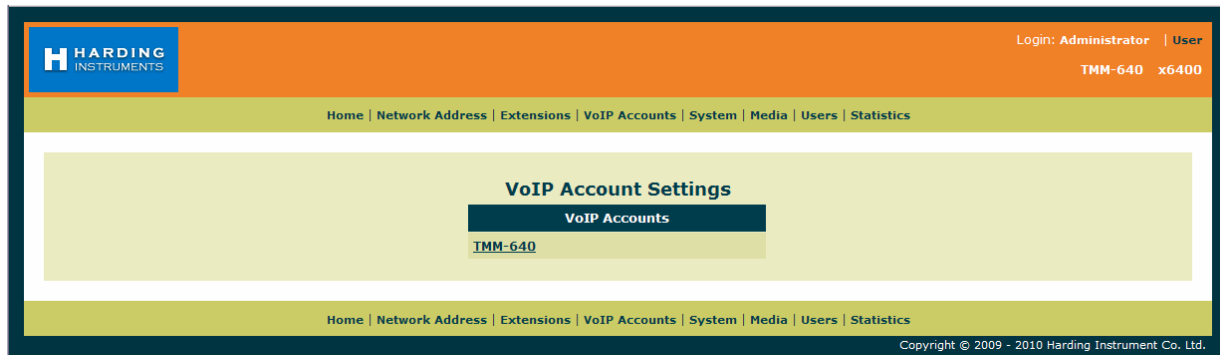 H HARDING
INSTRUMENTS
Login: Administrator | User
TMM-640 x6400
Home | Network Address | Extensions | VoIP Accounts | System | Media | Users | Statistics
VoIP Account Settings
VoIP Accounts
TMM-640
Home | Network Address | Extensions | VoIP Accounts | System | Media | Users | Statistics
Copyright © 2009 - 2010 Harding Instrument Co. Ltd.